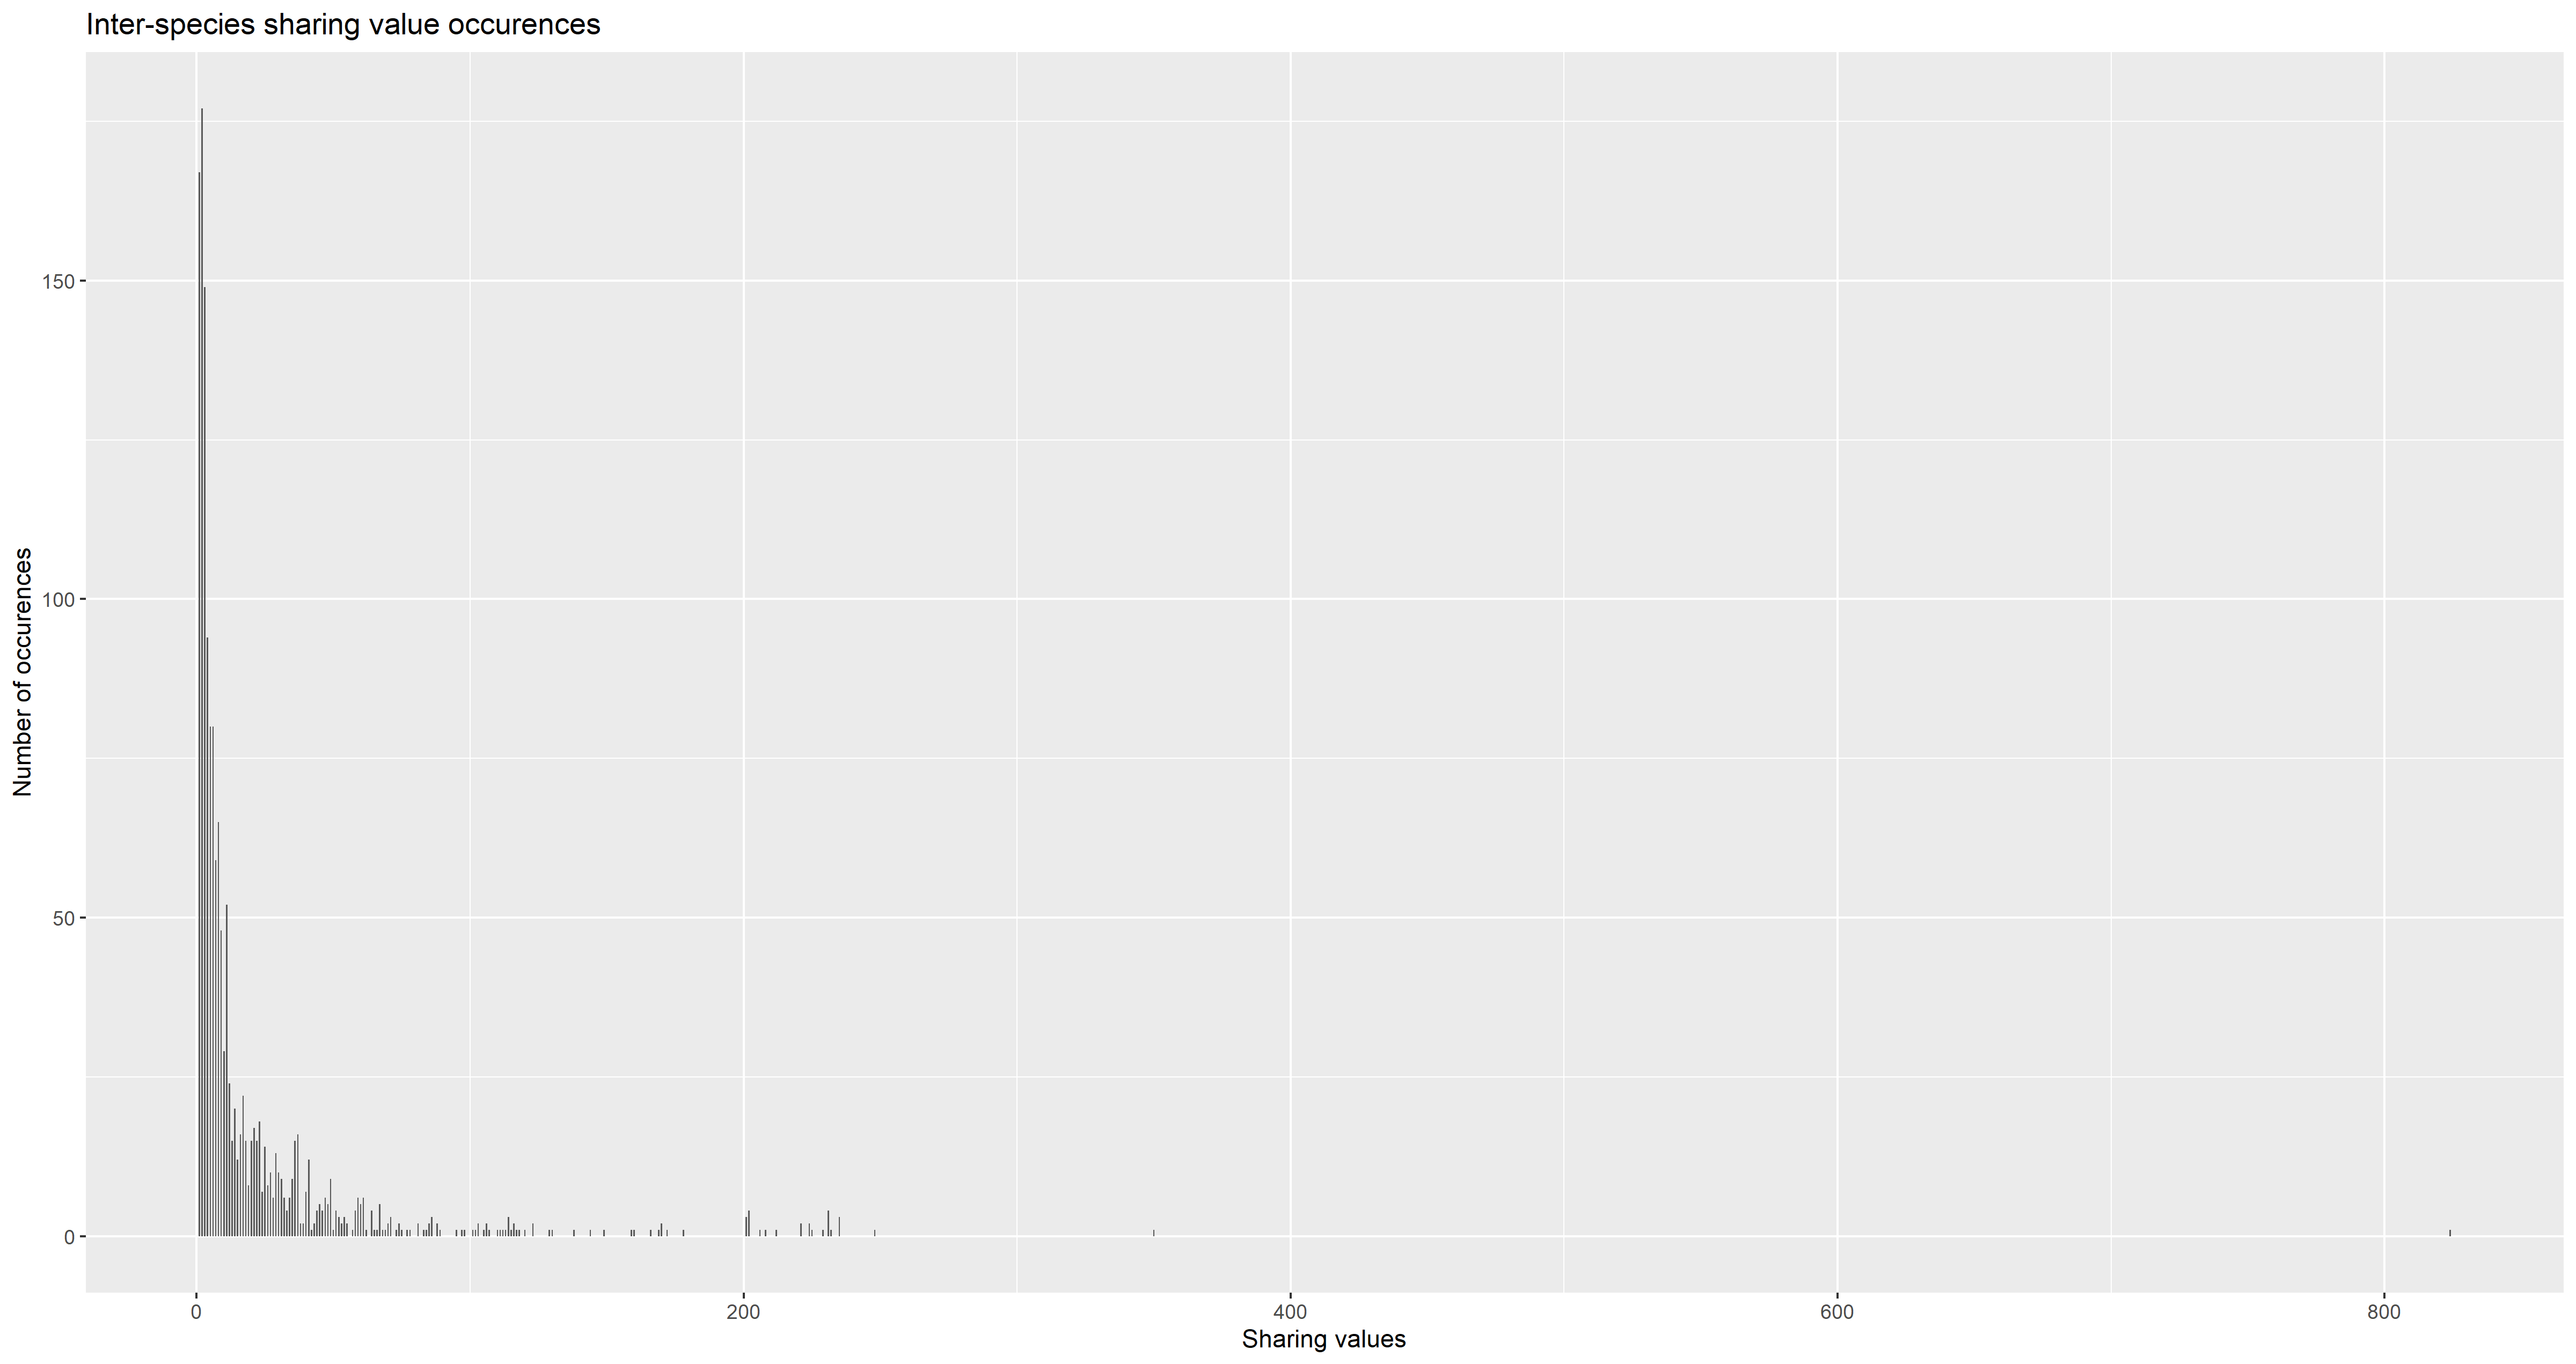 Inter-species sharing value occurences
Number of occurences
150
100
50
0
0 200 400 600 800
Sharing values